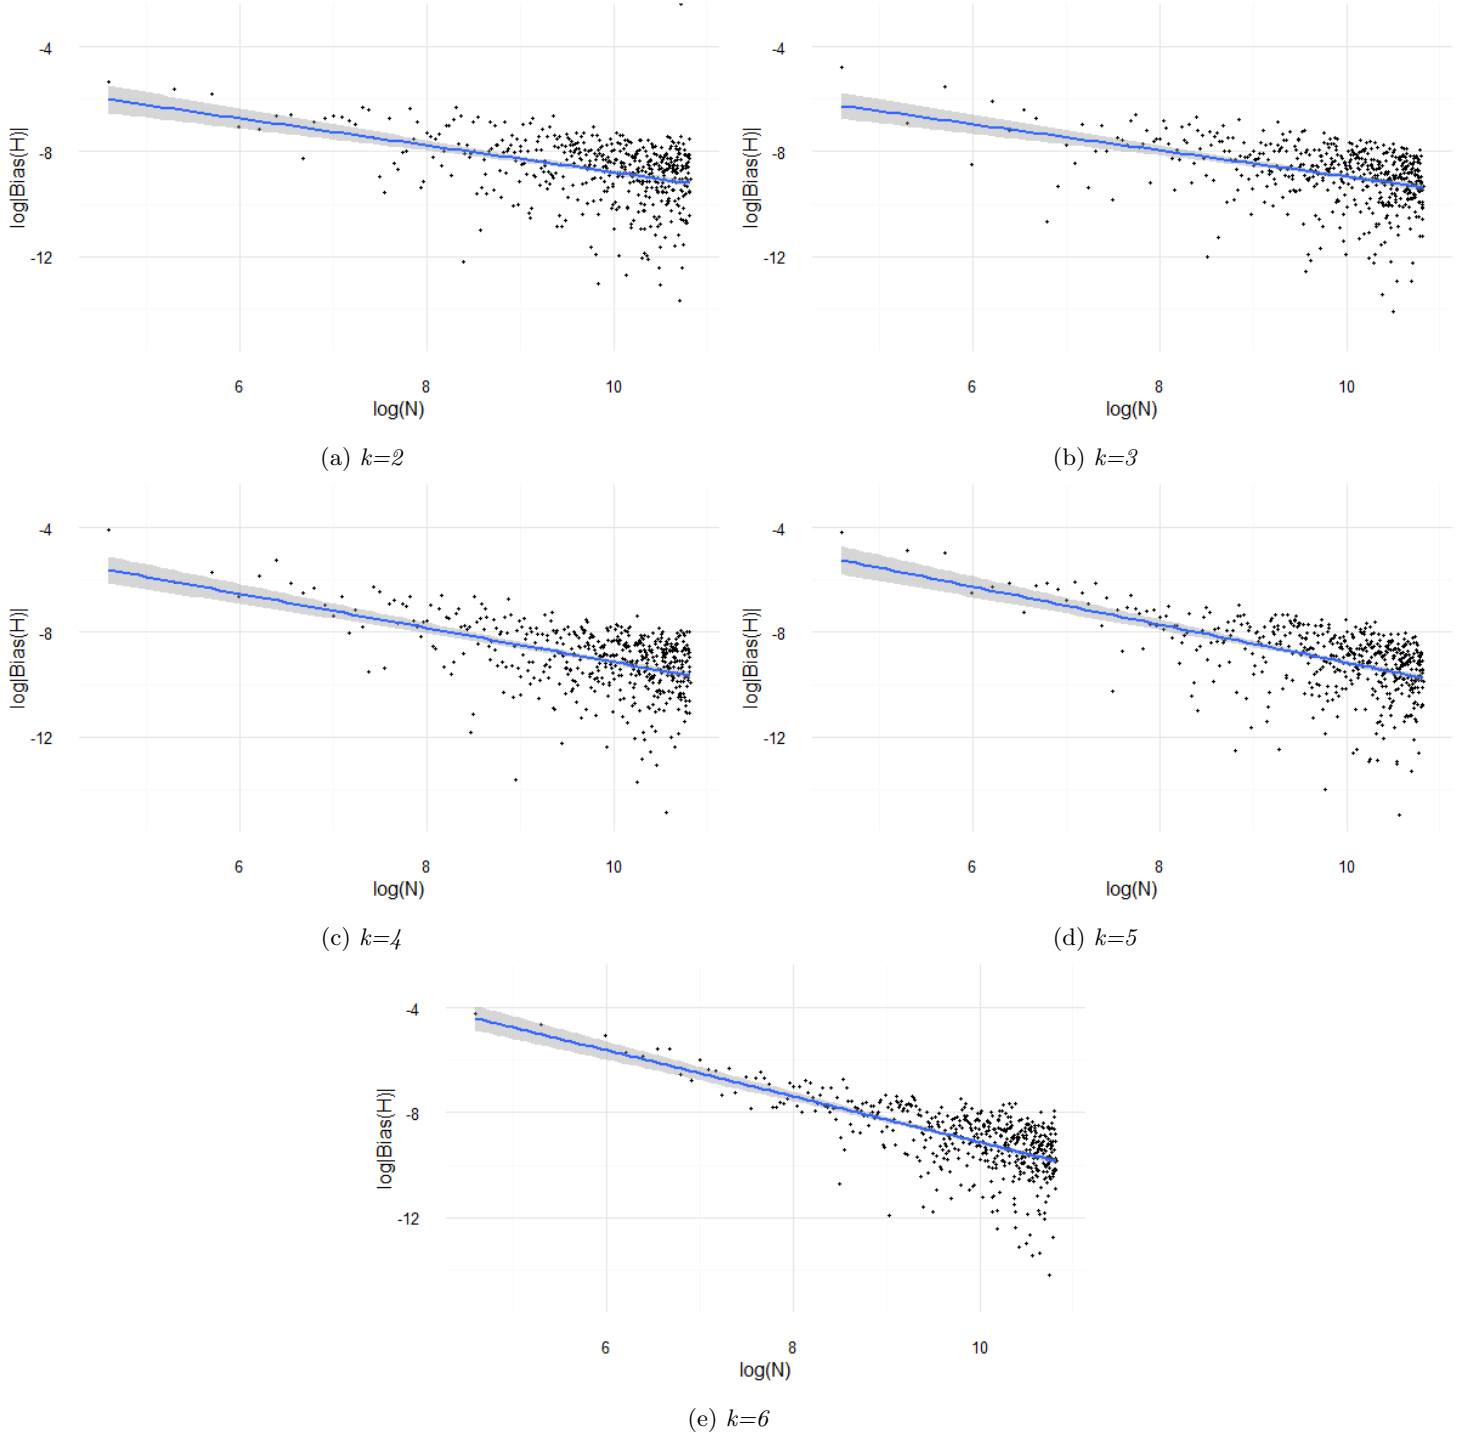 -4
-8
-12
log|Bias(H)|
6 8 10
log(N)
(a) k=2
-4
-8
-12
log|Bias(H)|
6 8 10
log(N)
(b) k=3
-4
-8
-12
log|Bias(H)|
6 8 10
log(N)
(c) k=4
-4
-8
-12
log|Bias(H)|
6 8 10
log(N)
(d) k=5
-4
-8
-12
log|Bias(H)|
6 8 10
log(N)
(e) k=6